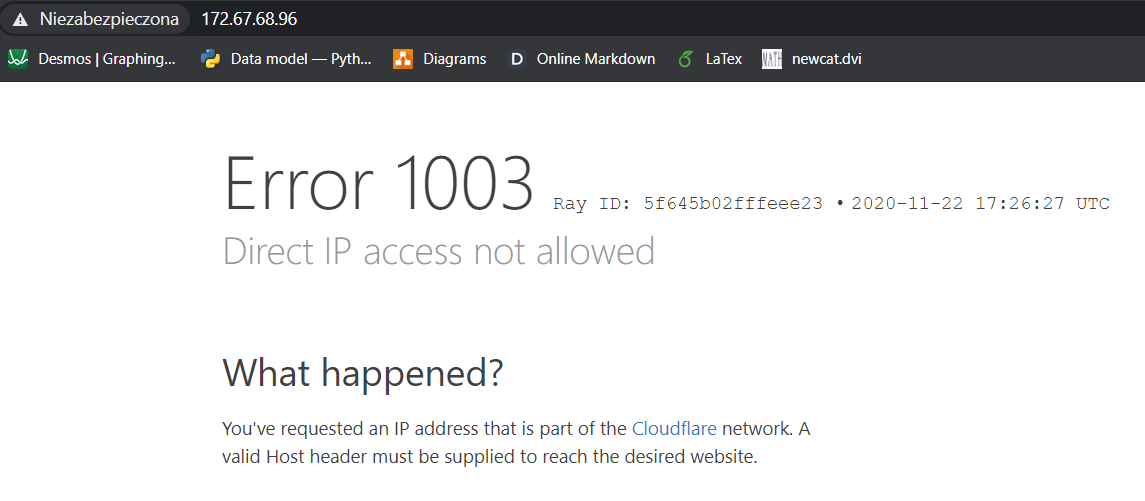 Niezabezpieczona 172.67.68.96
Desmos | Graphing... Data model — Pyth... Diagrams D Online Markdown LaTex MATH newcat.dvi
Error 1003 Ray ID: 5f645b02fffeee23 • 2020-11-22 17:26:27 UTC
Direct IP access not allowed
What happened?
You've requested an IP address that is part of the Cloudflare network. A
valid Host header must be supplied to reach the desired website.